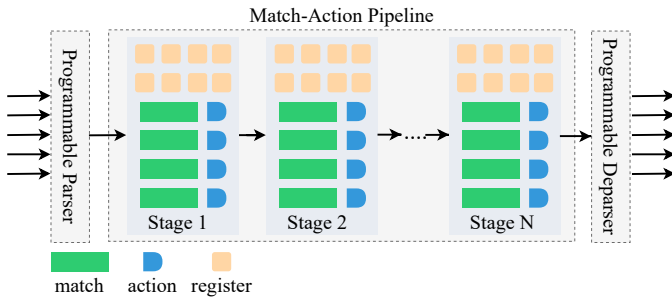 Match-Action Pipeline
Programmable Parser
Stage 1
Stage 2
....
Stage N
Programmable Deparser
match
action
register